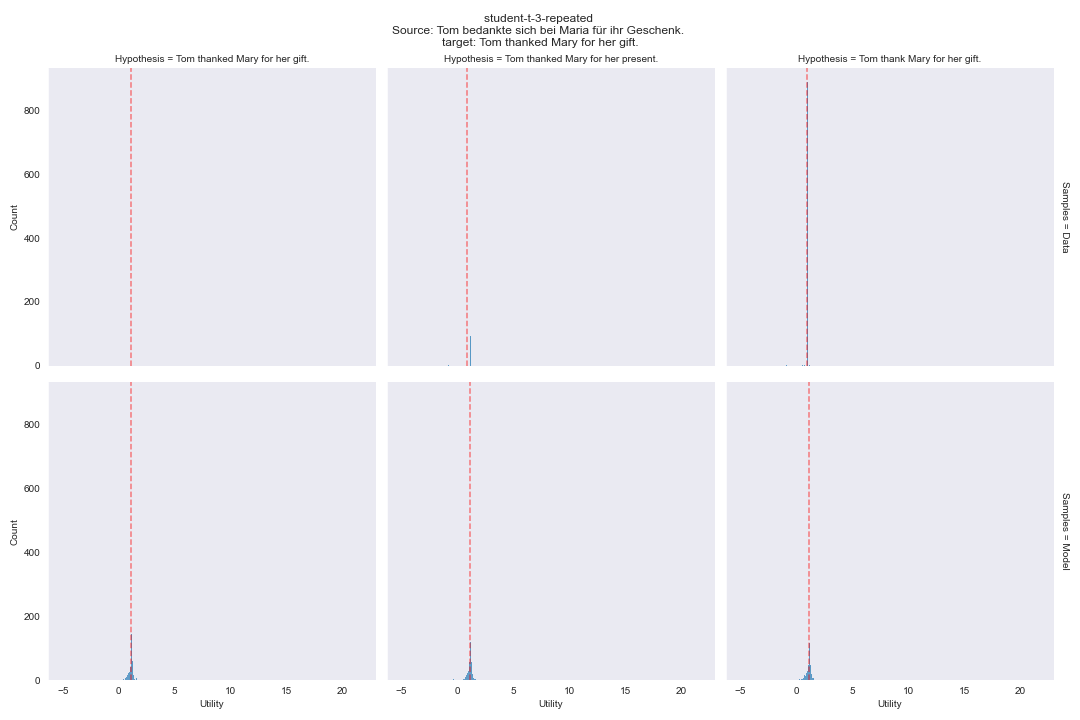 student-t-3-repeated
Source: Tom bedankte sich bei Maria für ihr Geschenk.
target: Tom thanked Mary for her gift.
Hypothesis = Tom thanked Mary for her gift.
Hypothesis = Tom thanked Mary for her present.
Hypothesis = Tom thank Mary for her gift.
800
600
400
200
0
Count
Samples = Data
800
600
400
200
0
Count
Samples = Model
−5 0 5 10 15 20
Utility
−5 0 5 10 15 20
Utility
−5 0 5 10 15 20
Utility